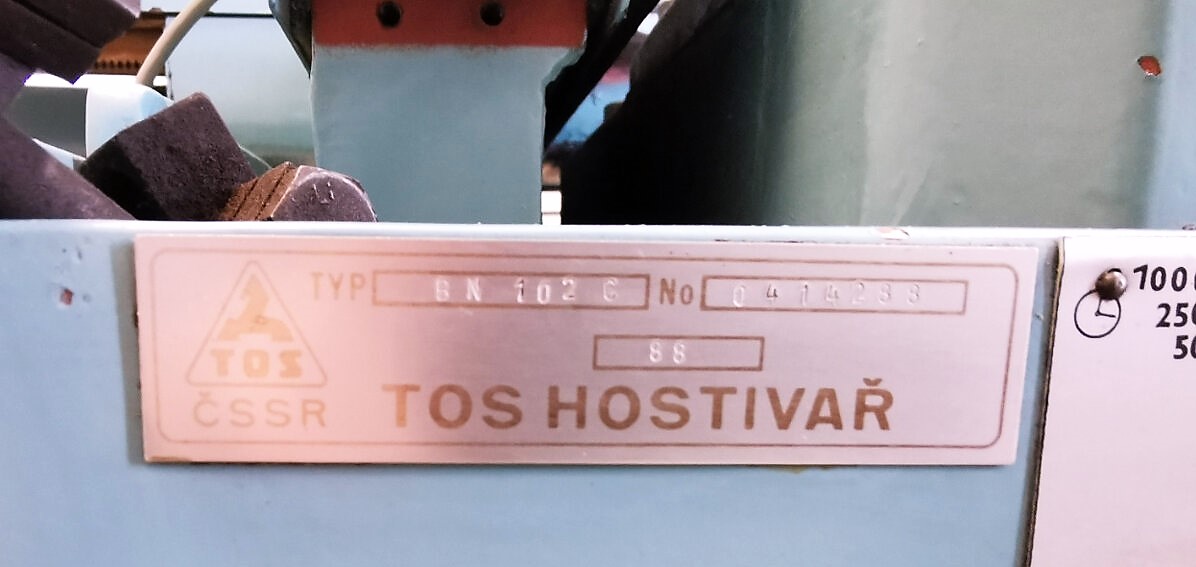 TYP BN 102 C No 0414288
88
TOS
ČSSR
TOS HOSTIVAŘ
100
25
5